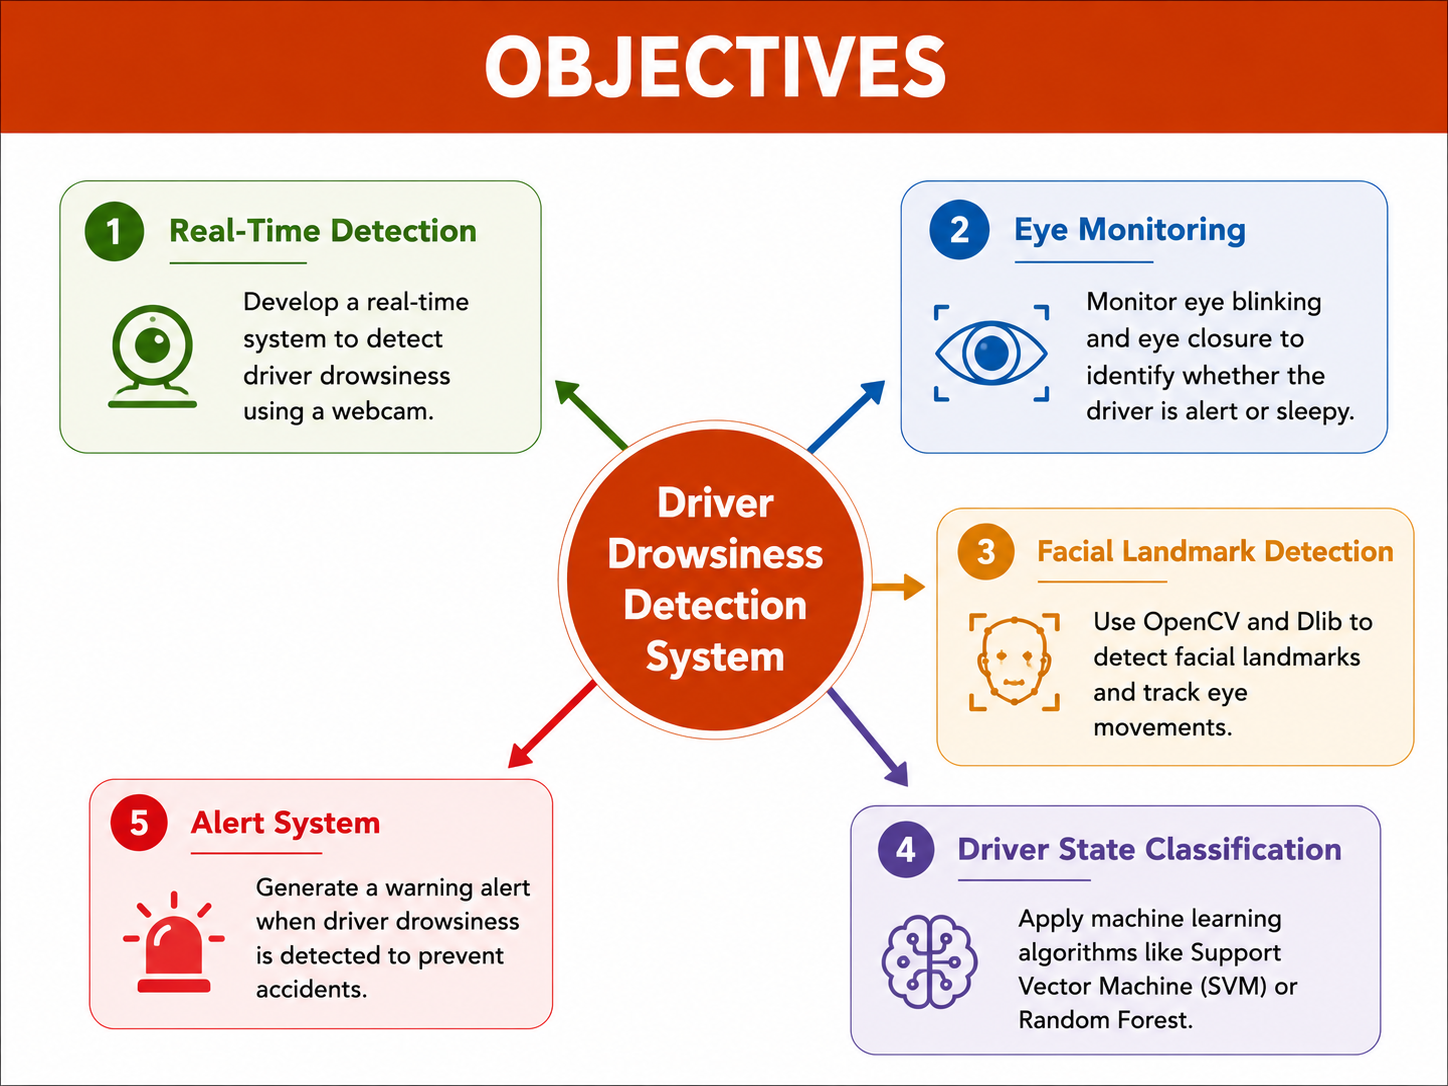 OBJECTIVES
1
Real-Time Detection
Develop a real-time
system to detect
driver drowsiness
using a webcam.
2
Eye Monitoring
Monitor eye blinking
and eye closure to
identify whether the
driver is alert or sleepy.
Driver
Drowsiness
Detection
System
3
Facial Landmark Detection
Use OpenCV and Dlib to
detect facial landmarks
and track eye
movements.
4
Driver State Classification
Apply machine learning
algorithms like Support
Vector Machine (SVM) or
Random Forest.
5
Alert System
Generate a warning alert
when driver drowsiness
is detected to prevent
accidents.